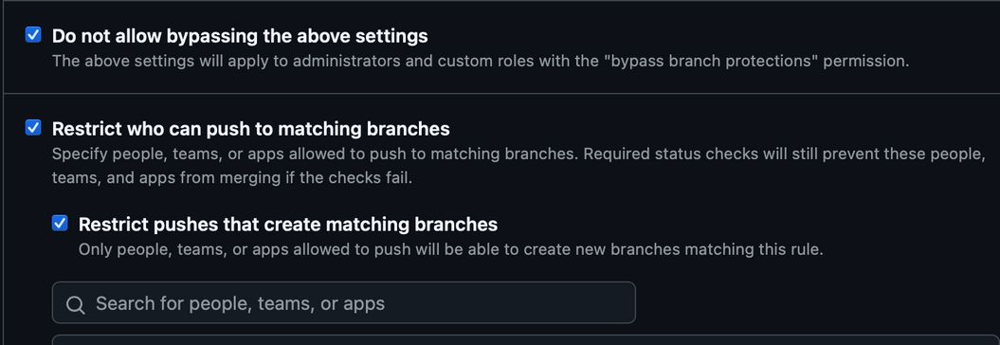 Do not allow bypassing the above settings
The above settings will apply to administrators and custom roles with the "bypass branch protections" permission.
Restrict who can push to matching branches
Specify people, teams, or apps allowed to push to matching branches. Required status checks will still prevent these people,
teams, and apps from merging if the checks fail.
Restrict pushes that create matching branches
Only people, teams, or apps allowed to push will be able to create new branches matching this rule.
Search for people, teams, or apps